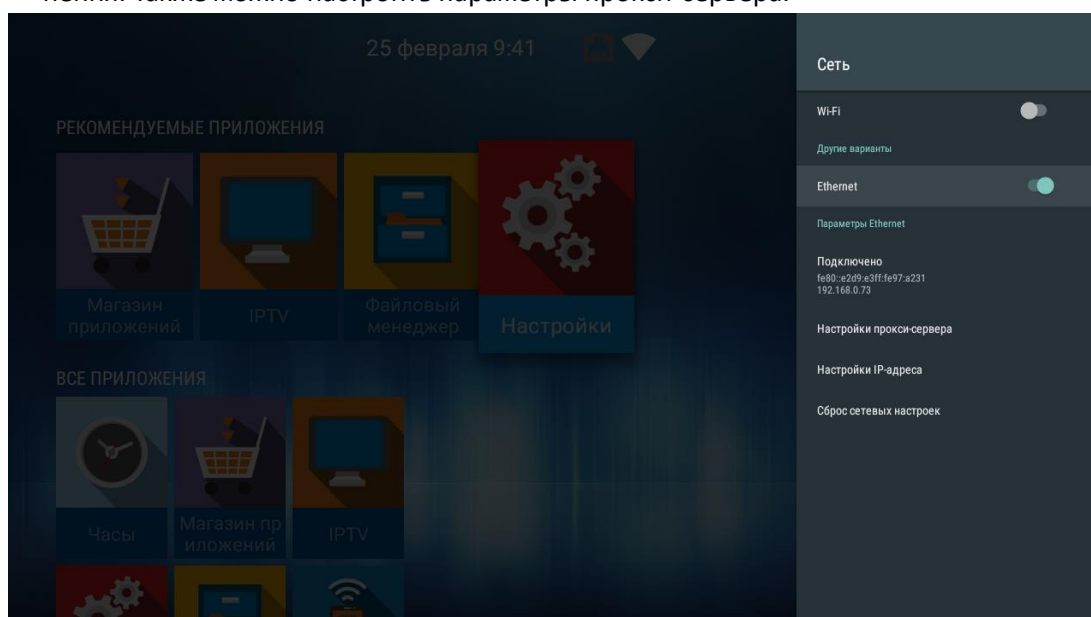 25 февраля 9:41
РЕКОМЕНДУЕМЫЕ ПРИЛОЖЕНИЯ
Магазин
приложений
IPTV
Файловый
менеджер
Настройки
ВСЕ ПРИЛОЖЕНИЯ
Часы
Магазин пр
иложений
IPTV
Сеть
Wi-Fi
Другие варианты
Ethernet
Параметры Ethernet
Подключено
fe80::e2d9:e3ff:fe97:a231
192.168.0.73
Настройки прокси-сервера
Настройки IP-адреса
Сброс сетевых настроек